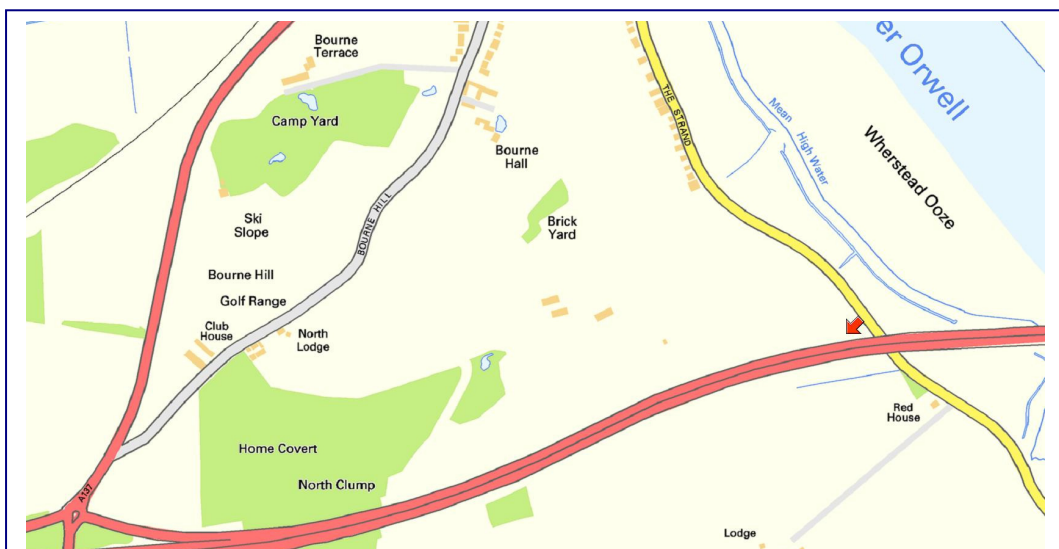 Bourne
Terrace
er Orwell
THE STRAND
Mean
High Water
Camp Yard
Wherstead Ooze
Bourne
Hall
BOURNE HILL
Ski
Slope
Brick
Yard
Bourne Hill
Golf Range
Club
House
North
Lodge
Red
House
Home Covert
North Clump
A137
Lodge